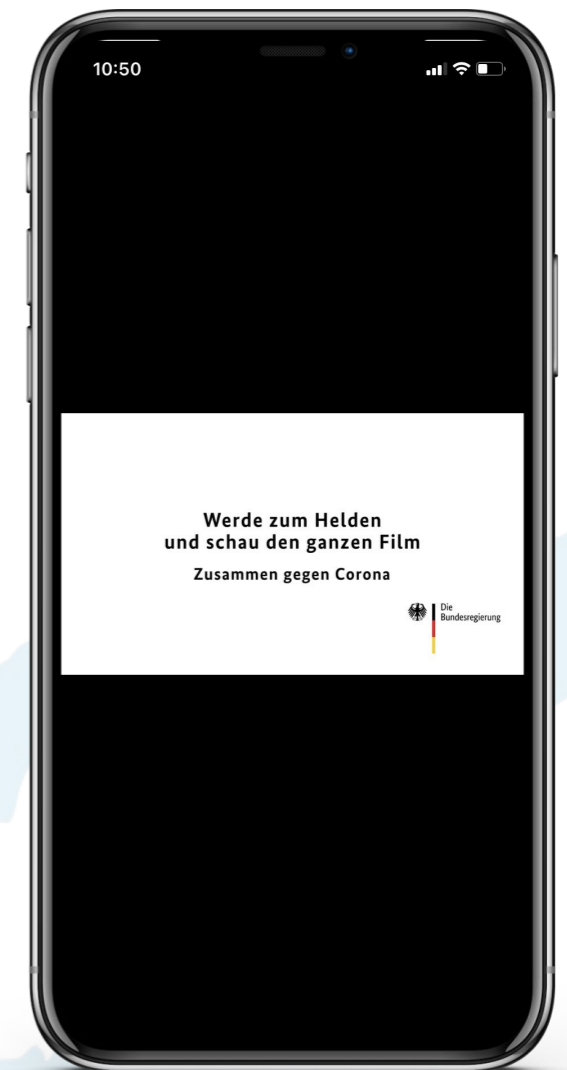 10:50
Werde zum Helden
und schau den ganzen Film
Zusammen gegen Corona
Die
Bundesregierung